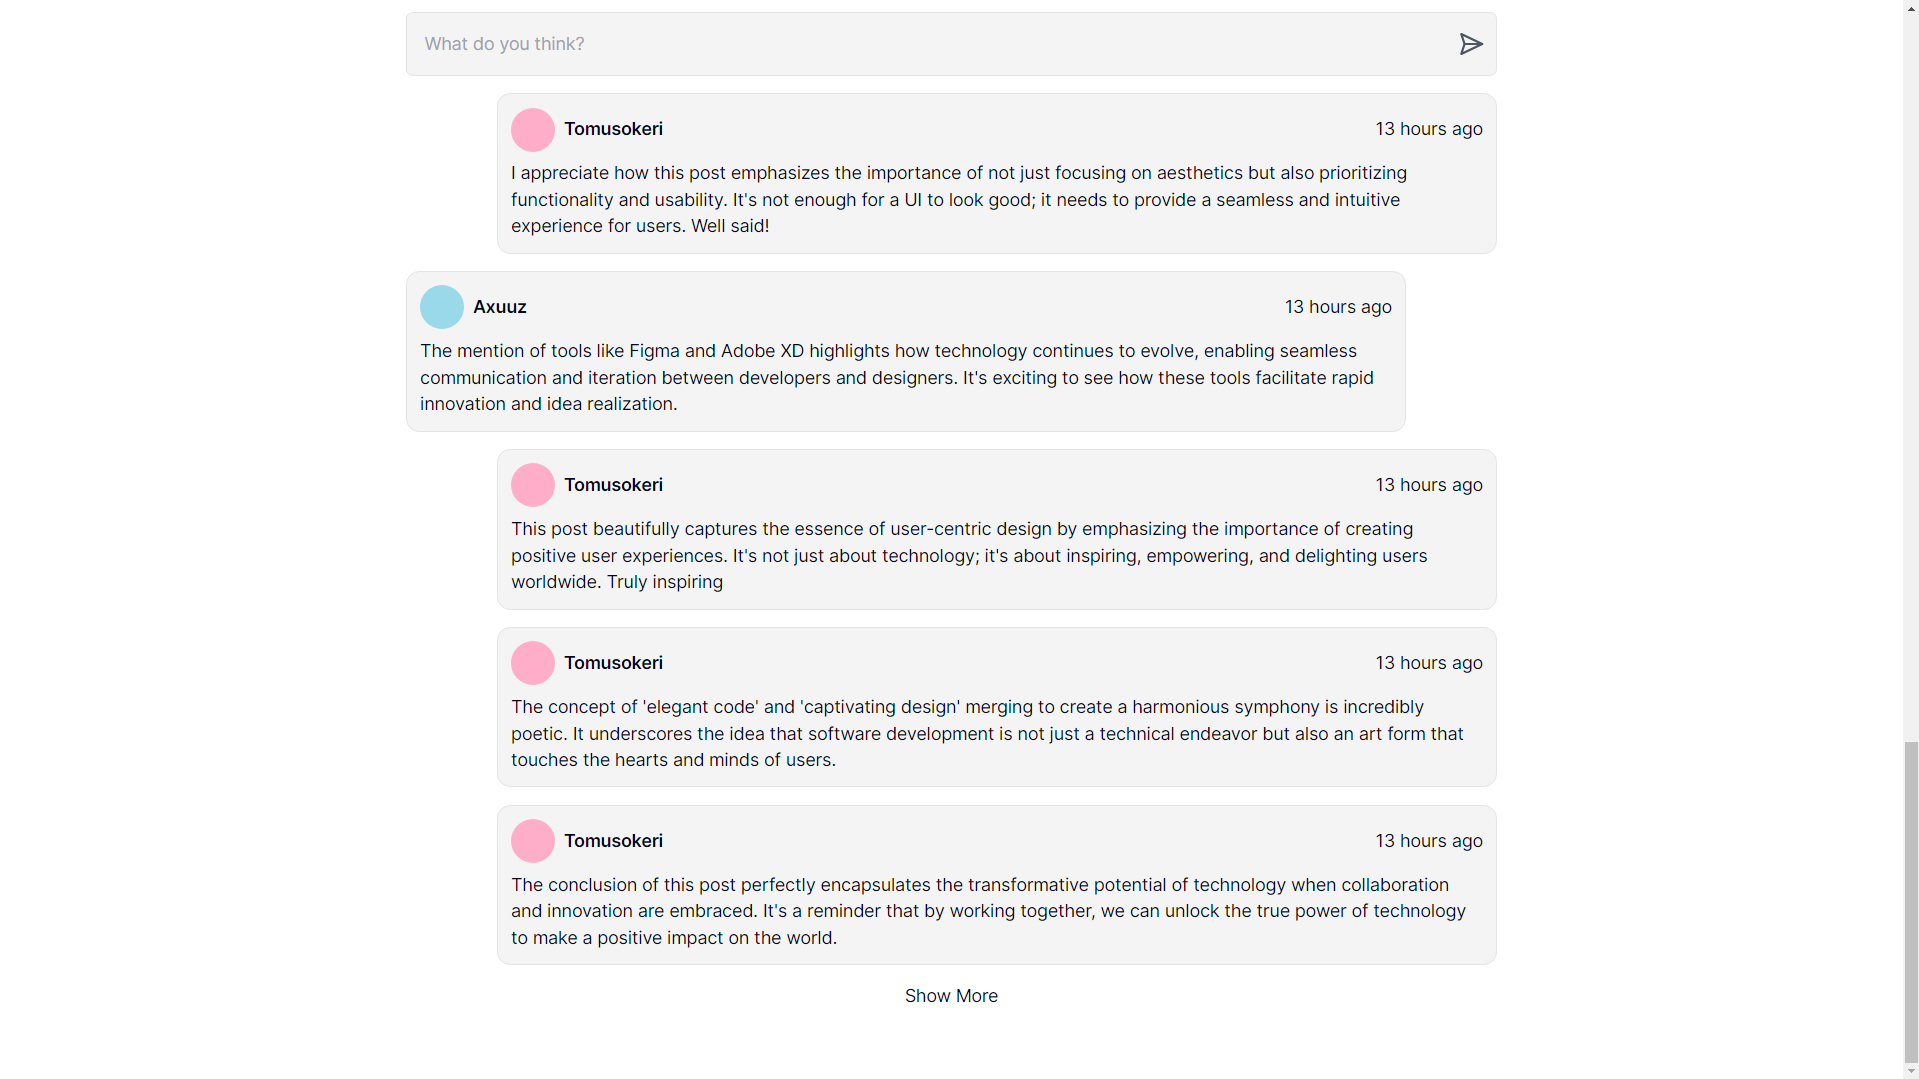 What do you think?
Tomusokeri 13 hours ago
I appreciate how this post emphasizes the importance of not just focusing on aesthetics but also prioritizing
functionality and usability. It's not enough for a UI to look good; it needs to provide a seamless and intuitive
experience for users. Well said!
Axuuz 13 hours ago
The mention of tools like Figma and Adobe XD highlights how technology continues to evolve, enabling seamless
communication and iteration between developers and designers. It's exciting to see how these tools facilitate rapid
innovation and idea realization.
Tomusokeri 13 hours ago
This post beautifully captures the essence of user-centric design by emphasizing the importance of creating
positive user experiences. It's not just about technology; it's about inspiring, empowering, and delighting users
worldwide. Truly inspiring
Tomusokeri 13 hours ago
The concept of 'elegant code' and 'captivating design' merging to create a harmonious symphony is incredibly
poetic. It underscores the idea that software development is not just a technical endeavor but also an art form that
touches the hearts and minds of users.
Tomusokeri 13 hours ago
The conclusion of this post perfectly encapsulates the transformative potential of technology when collaboration
and innovation are embraced. It's a reminder that by working together, we can unlock the true power of technology
to make a positive impact on the world.
Show More